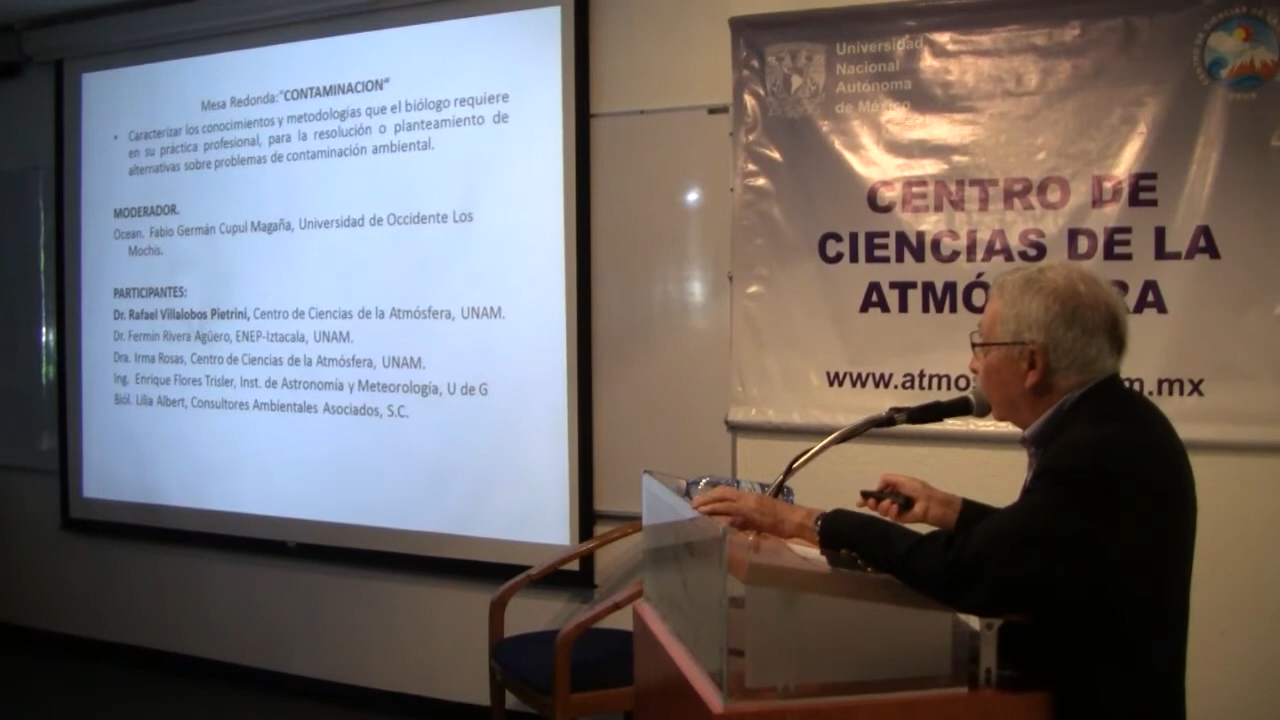 Mesa Redonda:"CONTAMINACION"
• Caracterizar los conocimientos y metodologías que el biólogo requiere
en su práctica profesional, para la resolución o planteamiento de
alternativas sobre problemas de contaminación ambiental.
MODERADOR.
Ocean. Fabio Germán Cupul Magaña, Universidad de Occidente Los
Mochis.
PARTICIPANTES:
Dr. Rafael Villalobos Pietrini, Centro de Ciencias de la Atmósfera, UNAM.
Dr. Fermín Rivera Agüero, ENEP-Iztacala, UNAM.
Dra. Irma Rosas, Centro de Ciencias de la Atmósfera, UNAM.
Ing. Enrique Flores Trisler, Inst. de Astronomía y Meteorología, U de G
Biól. Lilia Albert, Consultores Ambientales Asociados, S.C.
Universidad
Nacional
Autónoma
de México
CENTRO DE
CIENCIAS DE LA
ATMÓ RA
www.atmos m.mx